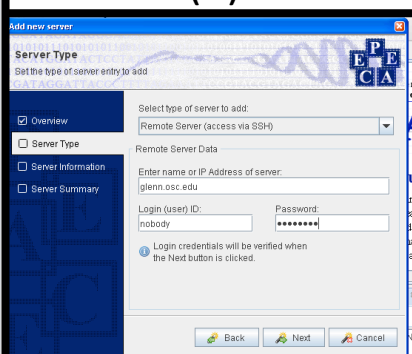 Add new server
Server Type
Set the type of server entry to add
E P E
C A
Overview
Server Type
Server Information
Server Summary
Select type of server to add:
Remote Server (access via SSH)
Remote Server Data
Enter name or IP Address of server:
glenn.osc.edu
Login (user) ID: Password:
nobody ••••••••
Login credentials will be verified when
the Next button is clicked.
Back Next Cancel